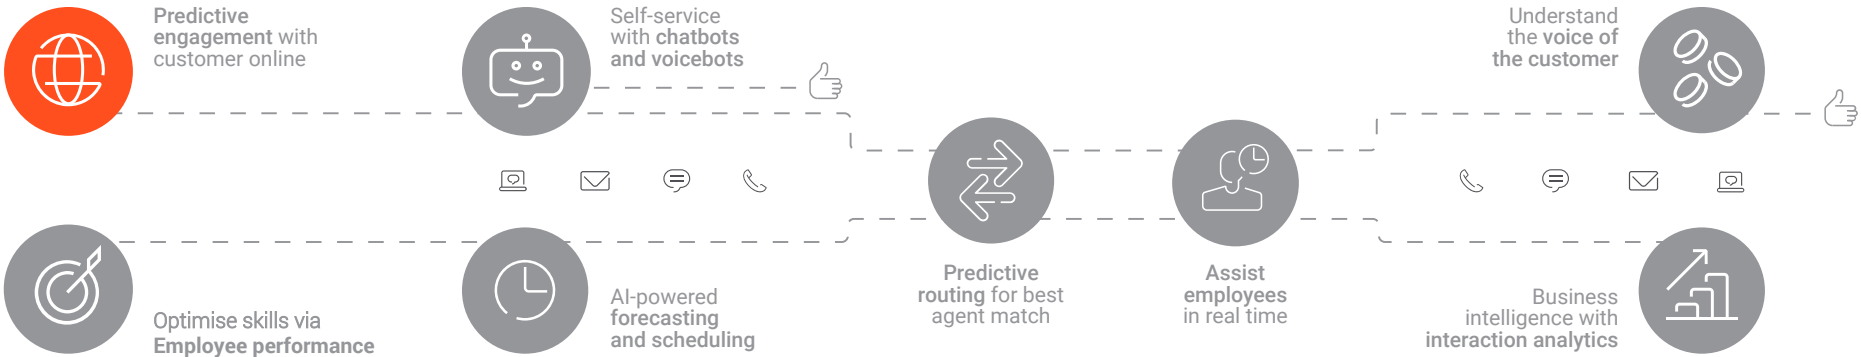 Predictive
engagement with
customer online
Self-service
with chatbots
and voicebots
Understand
the voice of
the customer
Optimise skills via
Employee performance
AI-powered
forecasting
and scheduling
Predictive
routing for best
agent match
Assist
employees
in real time
Business
intelligence with
interaction analytics